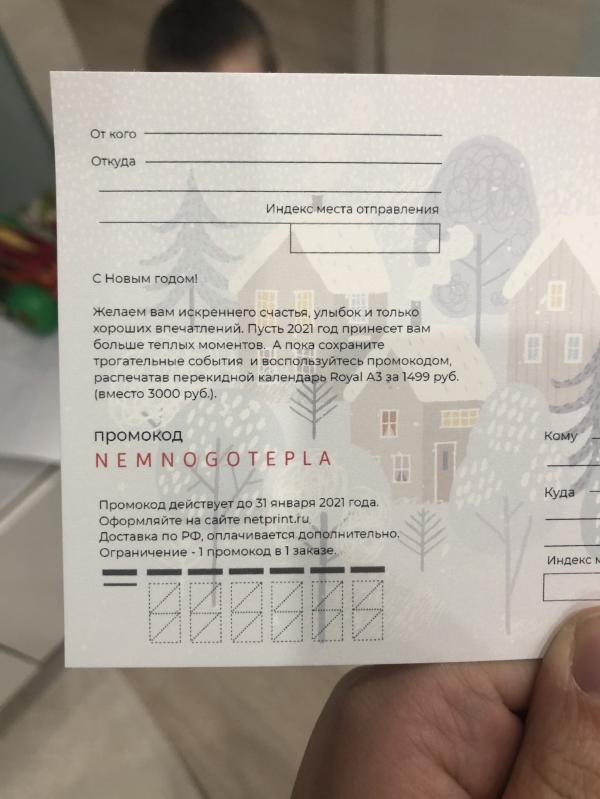 От кого
Откуда
Индекс места отправления
С Новым годом!
Желаем вам искреннего счастья, улыбок и только
хороших впечатлений. Пусть 2021 год принесет вам
больше теплых моментов. А пока сохраните
трогательные события и воспользуйтесь промокодом,
распечатав перекидной календарь Royal А3 за 1499 руб.
(вместо 3000 руб.).
промокод
NEMNOGOTEPLA
Промокод действует до 31 января 2021 года.
Оформляйте на сайте netprint.ru
Доставка по РФ, оплачивается дополнительно.
Ограничение - 1 промокод в 1 заказе.
Кому
Куда
Индекс